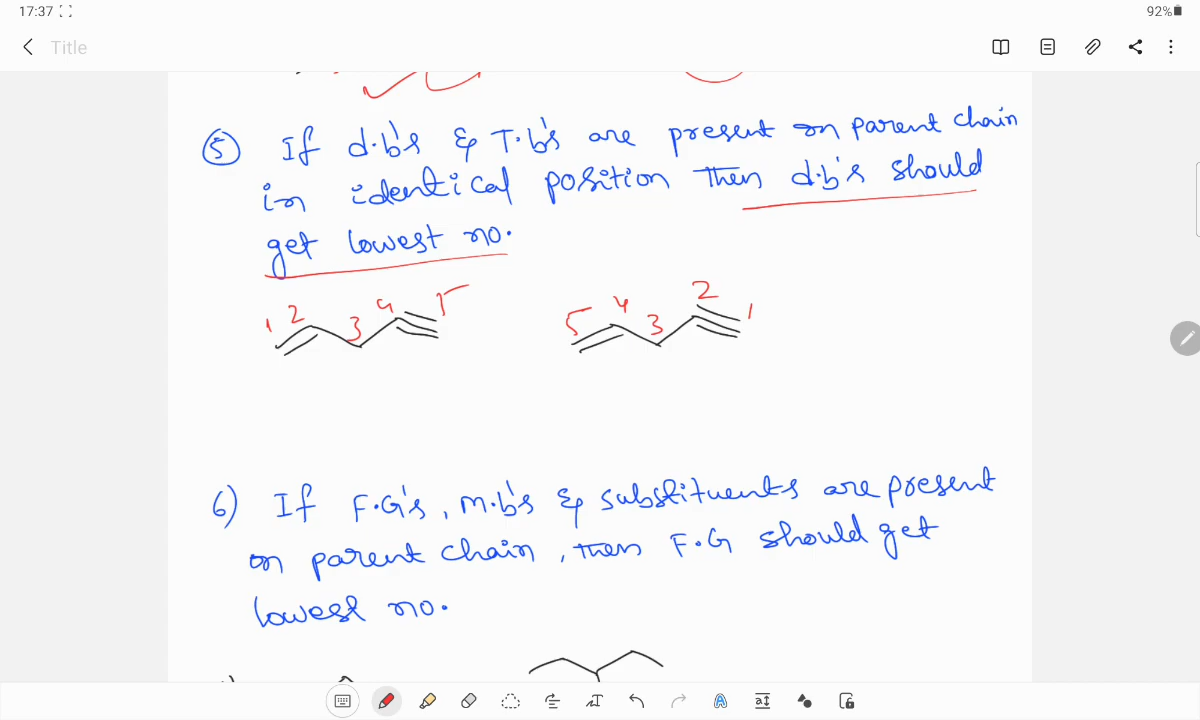 17:37
92%
Title
⑤ If d.b's & T.b's are present on parent chain
in identical position then d.b's should
get lowest no.
1 2 3 4 5
5 4 3 2 1
6) If F.G's, m.b's & substituents are present
on parent chain, then F.G should get
lowest no.